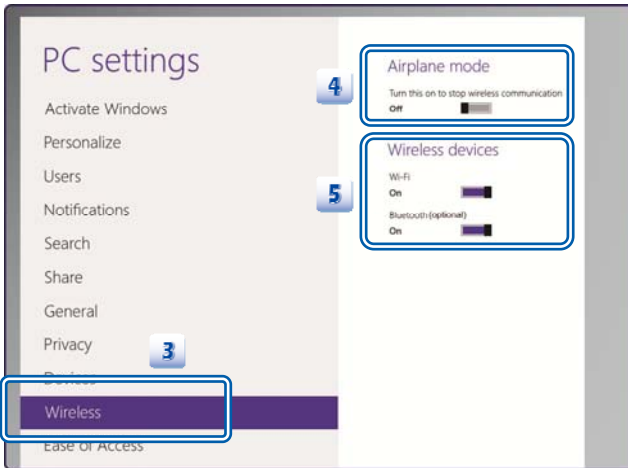 PC settings
Activate Windows
Personalize
Users
Notifications
Search
Share
General
Privacy
3
Devices
Wireless
Ease of Access
4
Airplane mode
Turn this on to stop wireless communication
Off
5
Wireless devices
Wi-Fi
On
Bluetooth (optional)
On